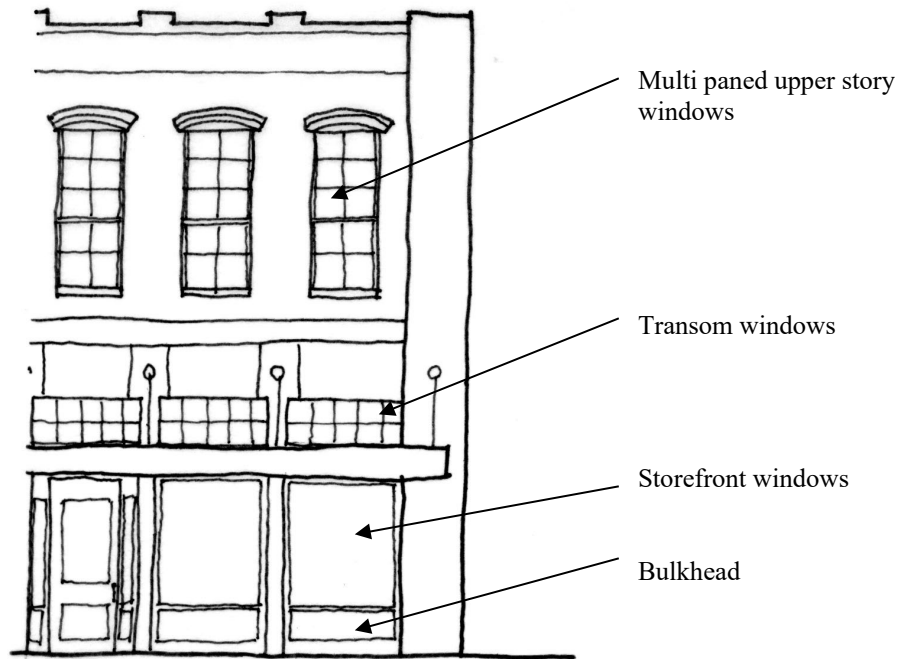 Multi paned upper story
windows
Transom windows
Storefront windows
Bulkhead